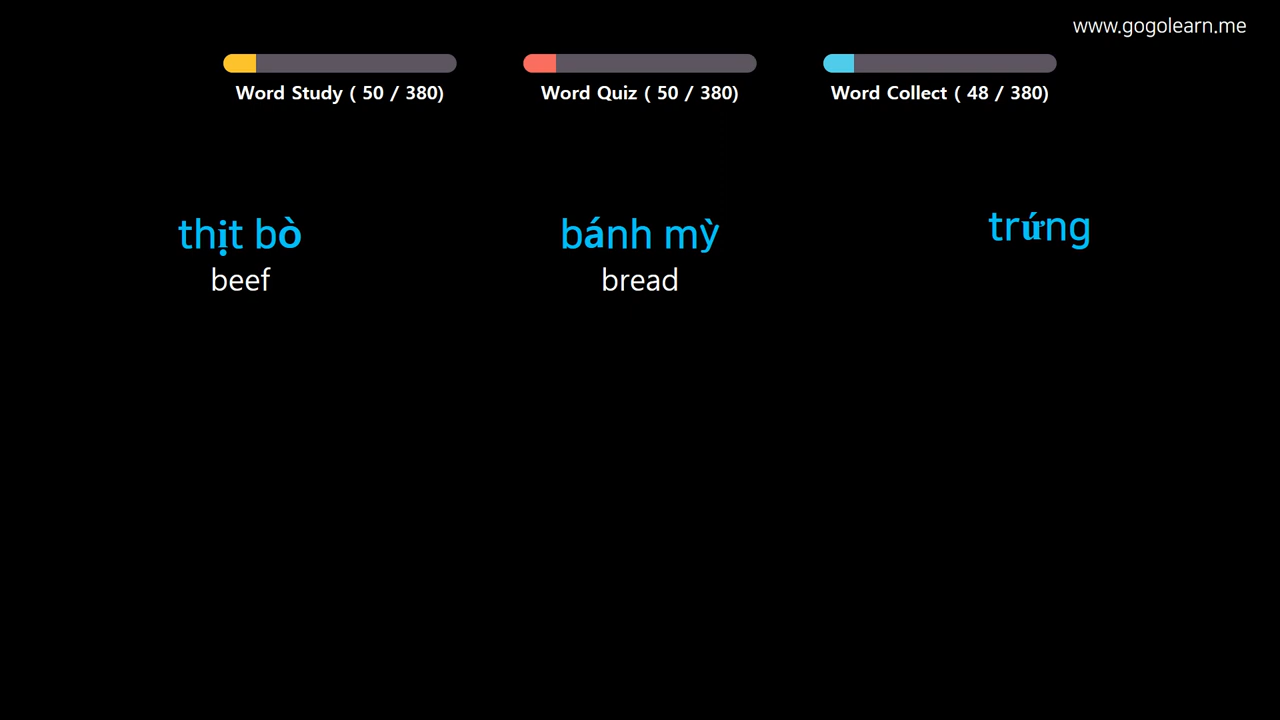 www.gogolearn.me
Word Study ( 50 / 380)
Word Quiz ( 50 / 380)
Word Collect ( 48 / 380)
thịt bò
beef
bánh mỳ
bread
trứng